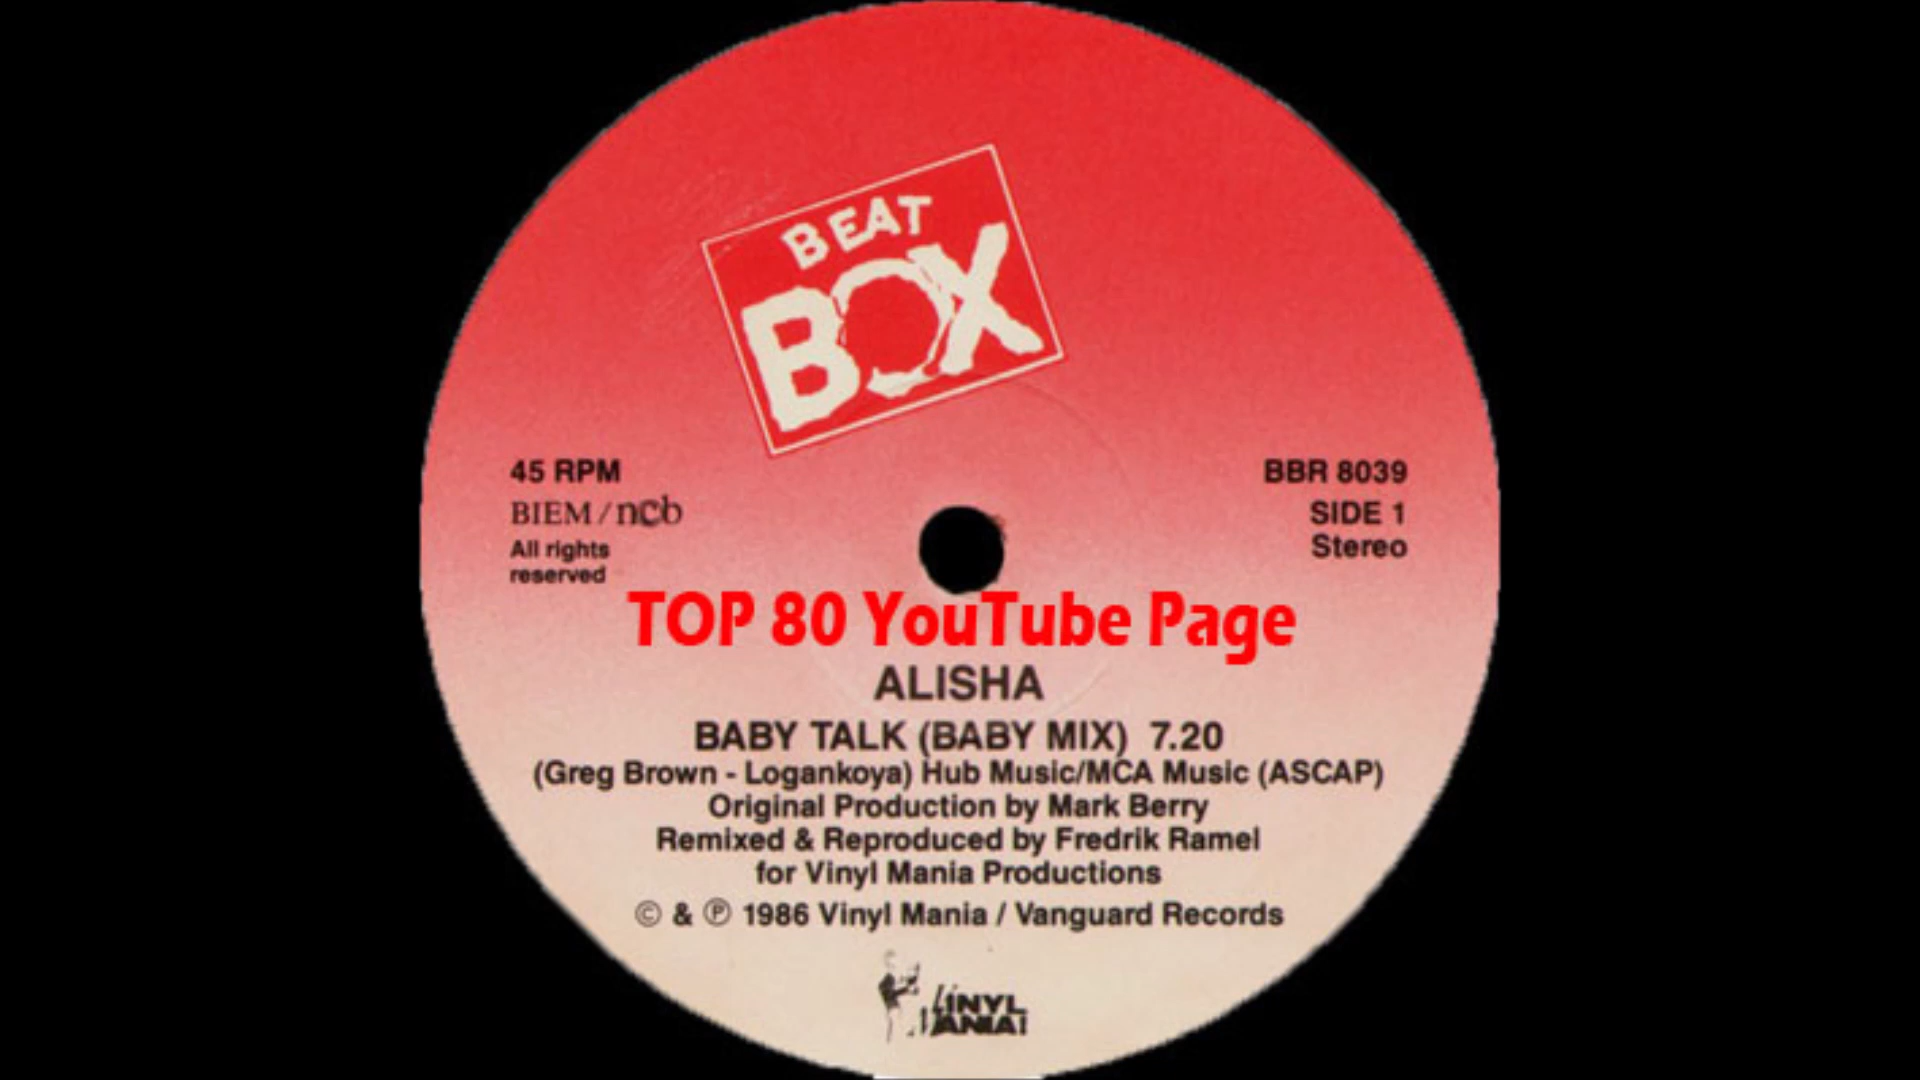 BEAT
BOX
45 RPM
BIEM/ncb
All rights
reserved
BBR 8039
SIDE 1
Stereo
TOP 80 YouTube Page
ALISHA
BABY TALK (BABY MIX) 7.20
(Greg Brown - Logankoya) Hub Music/MCA Music (ASCAP)
Original Production by Mark Berry
Remixed & Reproduced by Fredrik Ramel
for Vinyl Mania Productions
© & ℗ 1986 Vinyl Mania / Vanguard Records
VINYL
MANIA!